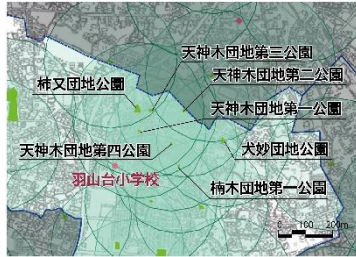 天神木団地第三公園
天神木団地第二公園
柿又団地公園
天神木団地第一公園
天神木団地第四公園
犬妙団地公園
羽山台小学校
楠木団地第一公園
0 100 200m